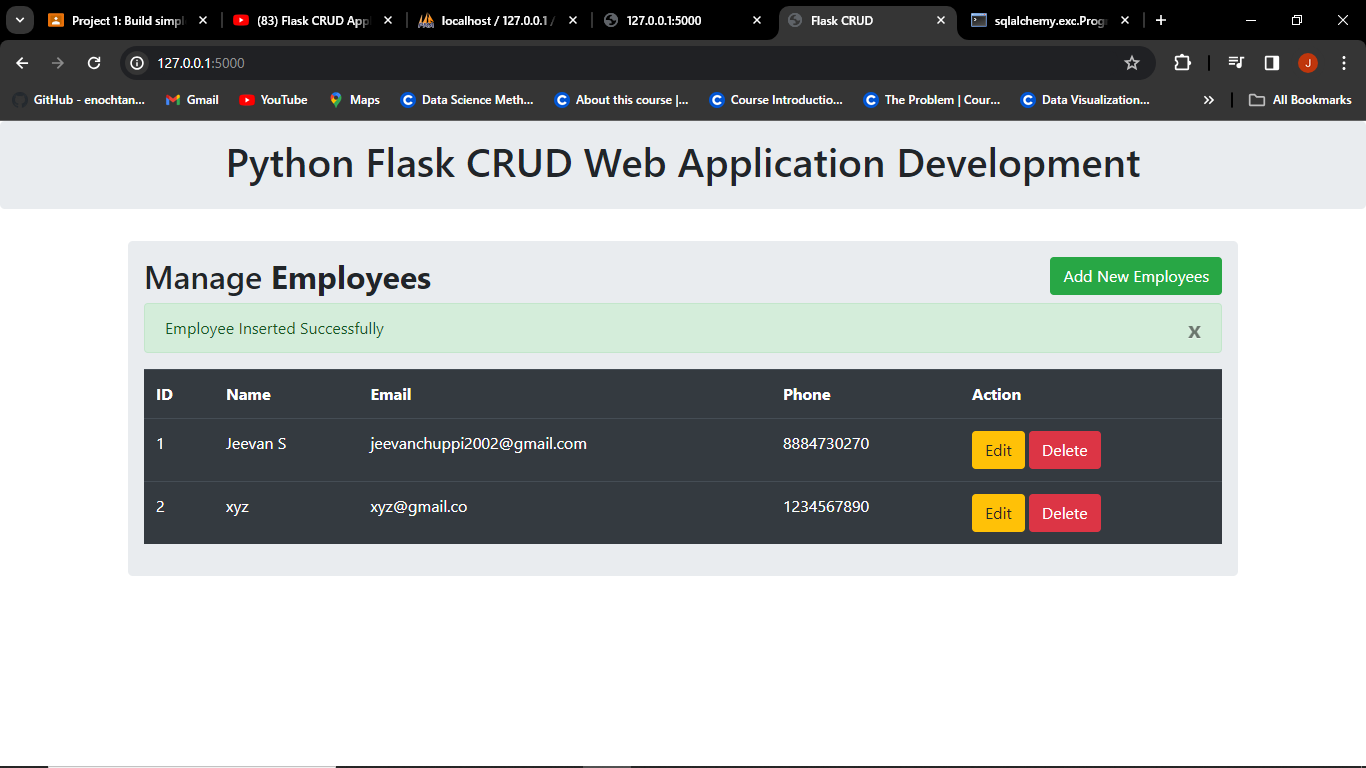 Project 1: Build simpl
(83) Flask CRUD Appl
localhost / 127.0.0.1 /
127.0.0.1:5000
Flask CRUD
sqlalchemy.exc.Progr
127.0.0.1:5000
J
GitHub - enochtan...
Gmail
YouTube
Maps
Data Science Meth...
About this course |...
Course Introductio...
The Problem | Cour...
Data Visualization...
All Bookmarks
Python Flask CRUD Web Application Development
Manage Employees
Add New Employees
Employee Inserted Successfully
x
ID Name Email Phone Action
1 Jeevan S jeevanchuppi2002@gmail.com 8884730270 Edit Delete
2 xyz xyz@gmail.co 1234567890 Edit Delete